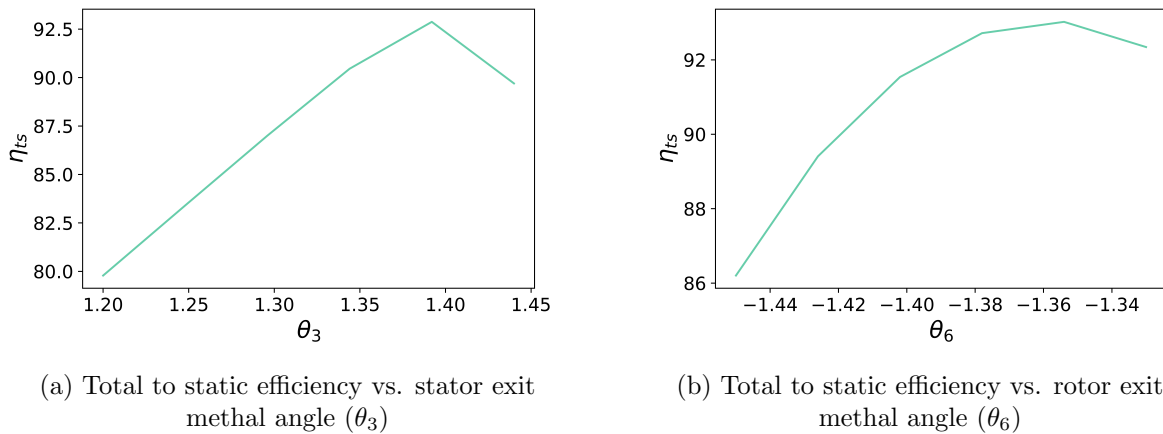 92.5
90.0
87.5
85.0
82.5
80.0
η_ts
1.20 1.25 1.30 1.35 1.40 1.45
θ_3
(a) Total to static efficiency vs. stator exit
methal angle (θ_3)
92
90
88
86
η_ts
−1.44 −1.42 −1.40 −1.38 −1.36 −1.34
θ_6
(b) Total to static efficiency vs. rotor exit
methal angle (θ_6)